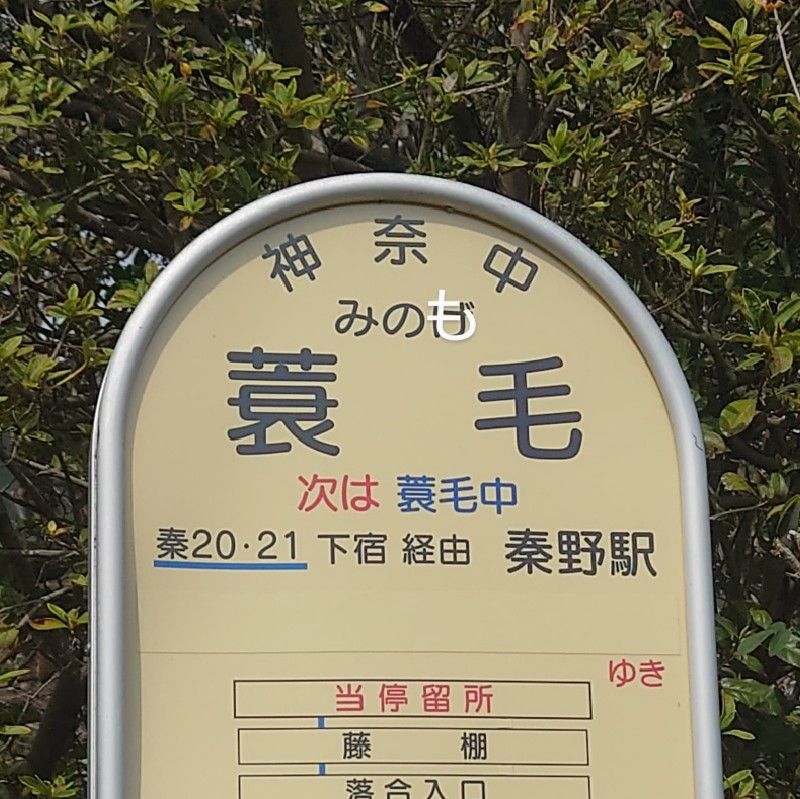 神奈中
みのげ
蓑毛
次は 蓑毛中
秦20・21 下宿 経由 秦野駅
ゆき
当停留所
藤棚
落合入口